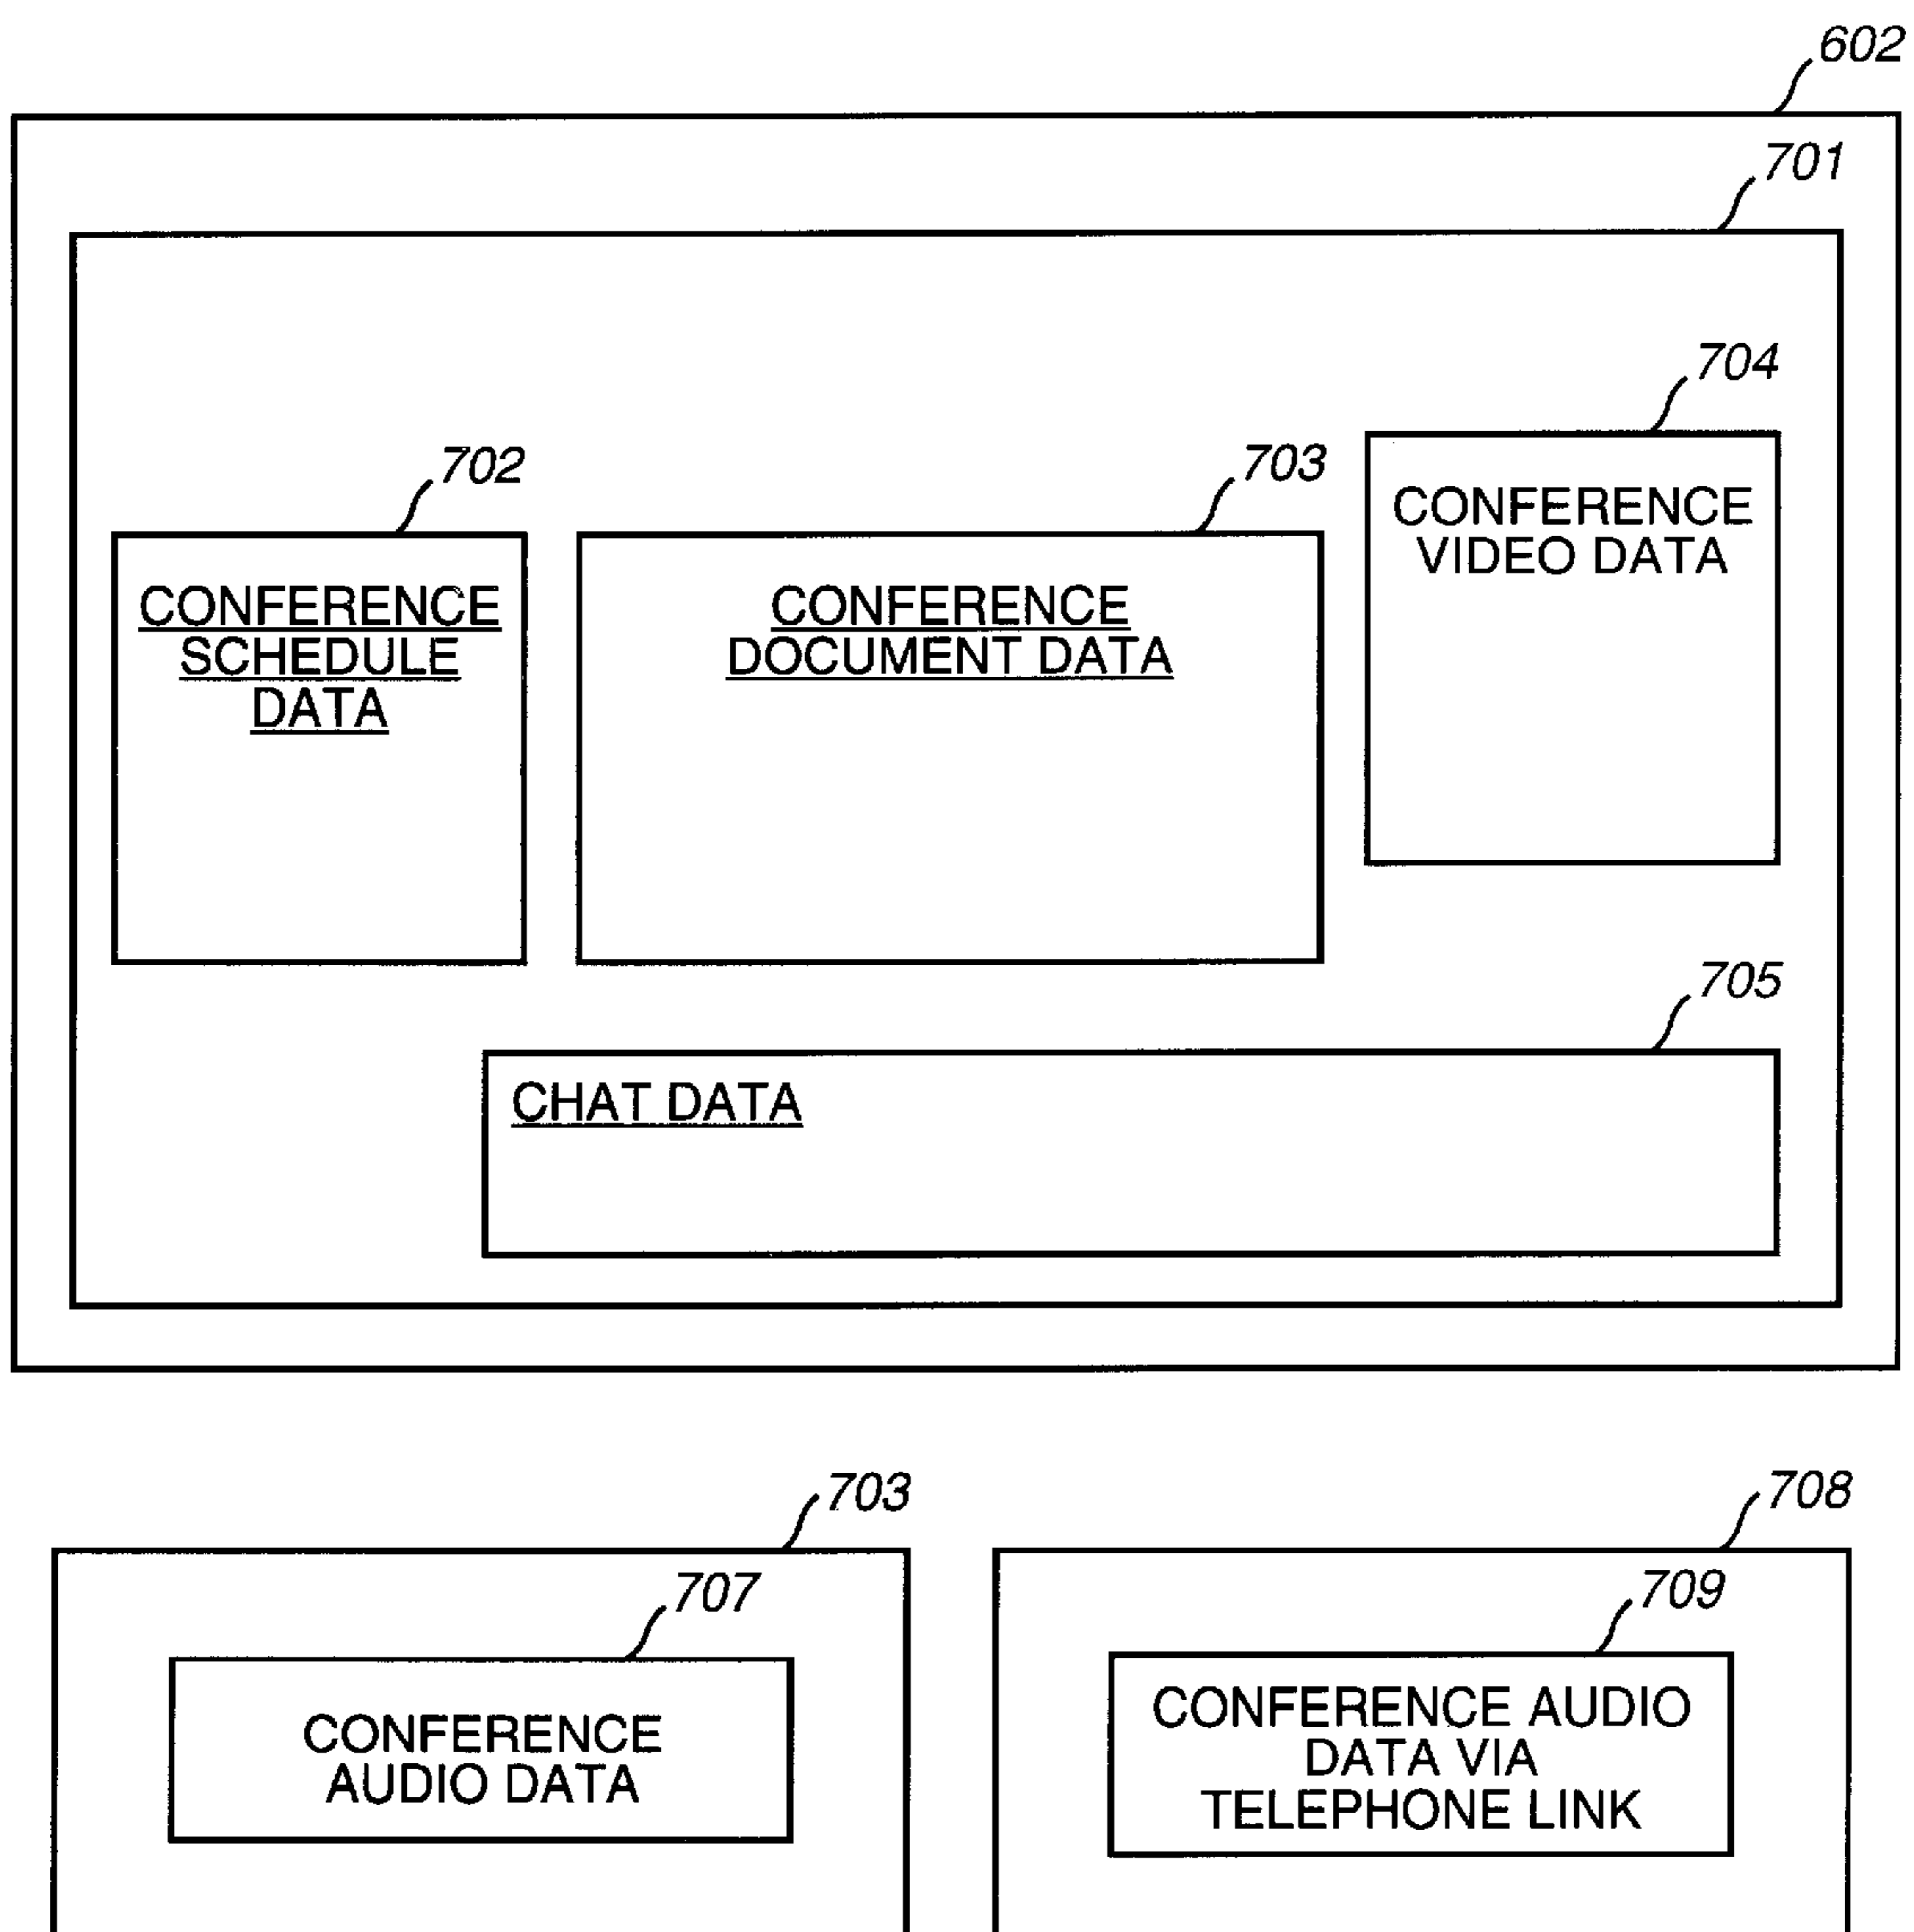 602
701
704
702
703
CONFERENCE
VIDEO DATA
CONFERENCE
SCHEDULE
DATA
CONFERENCE
DOCUMENT DATA
705
CHAT DATA
703
708
707
709
CONFERENCE
AUDIO DATA
CONFERENCE AUDIO
DATA VIA
TELEPHONE LINK